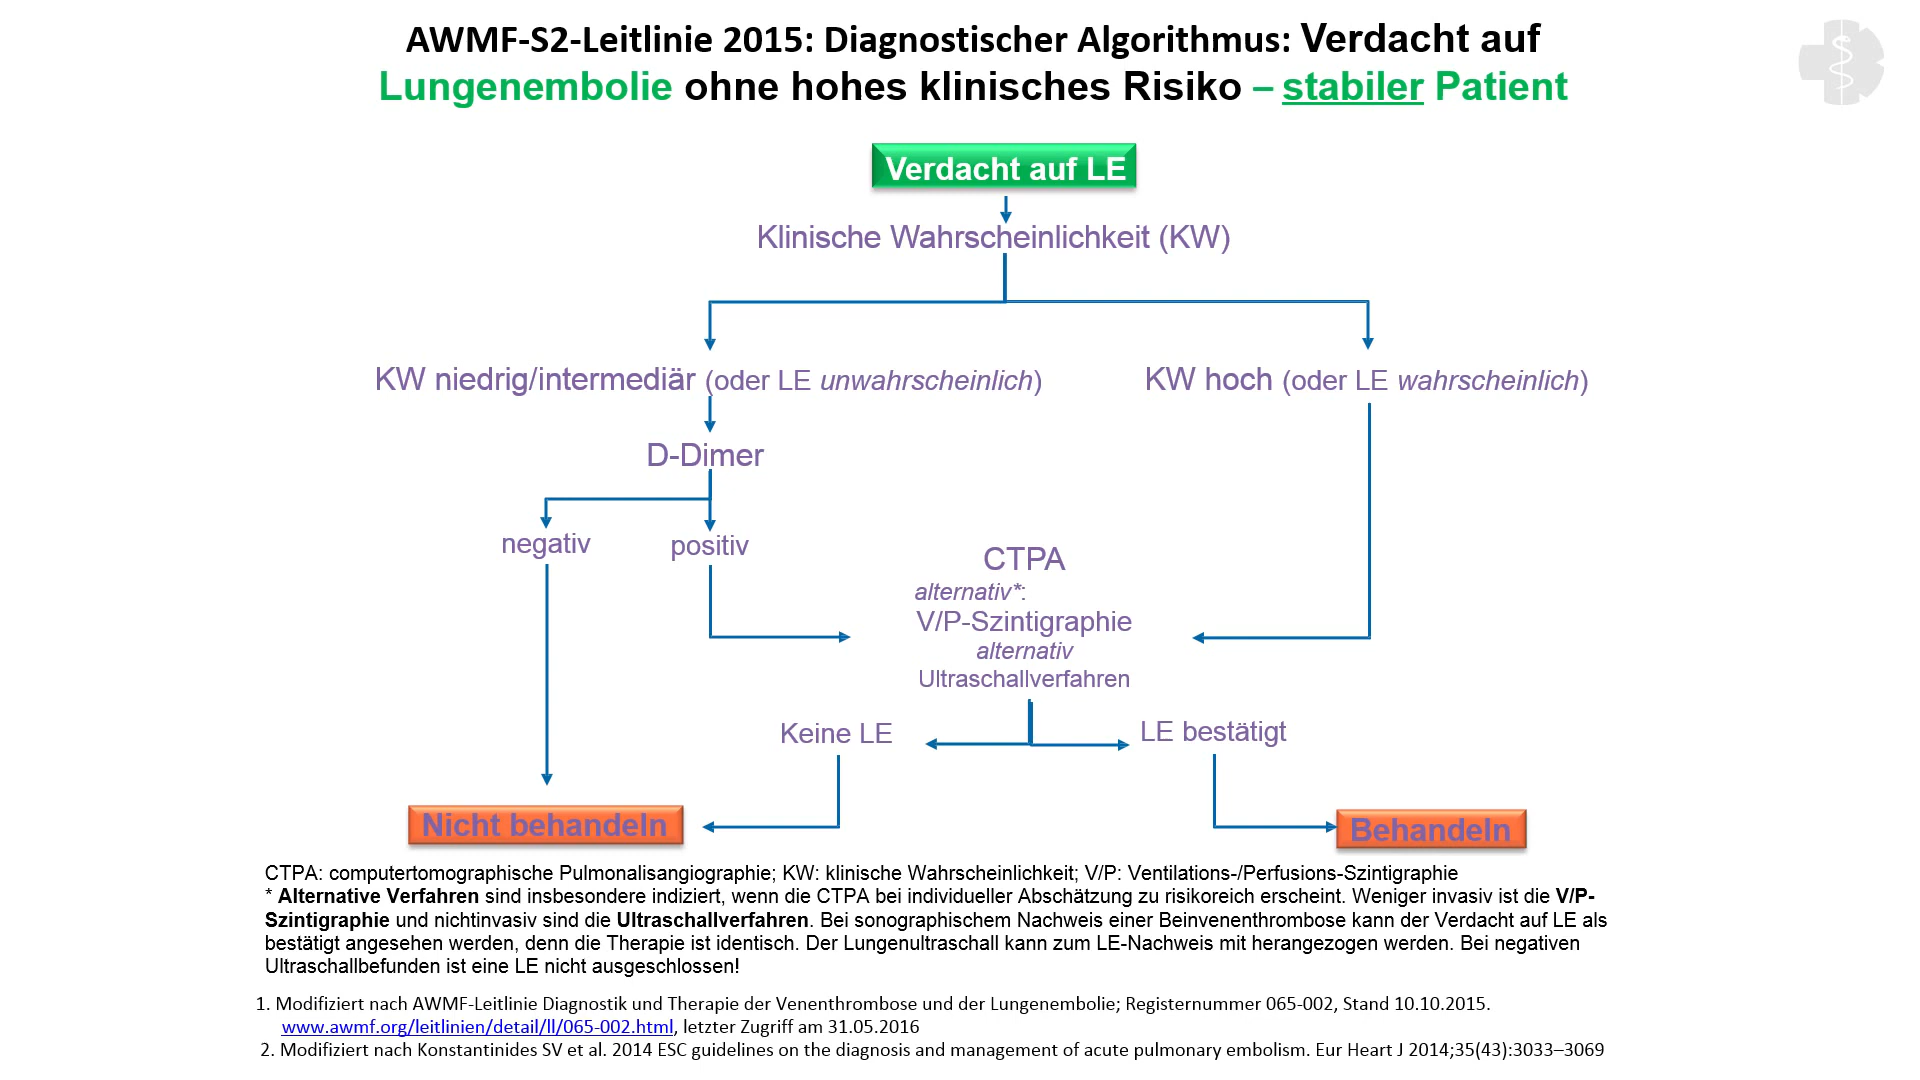 AWMF-S2-Leitlinie 2015: Diagnostischer Algorithmus: Verdacht auf
Lungenembolie ohne hohes klinisches Risiko – stabiler Patient
Verdacht auf LE
Klinische Wahrscheinlichkeit (KW)
KW niedrig/intermediär (oder LE unwahrscheinlich)
KW hoch (oder LE wahrscheinlich)
D-Dimer
negativ
positiv
CTPA
alternativ*:
V/P-Szintigraphie
alternativ
Ultraschallverfahren
Keine LE
LE bestätigt
Nicht behandeln
Behandeln
CTPA: computertomographische Pulmonalisangiographie; KW: klinische Wahrscheinlichkeit; V/P: Ventilations-/Perfusions-Szintigraphie
* Alternative Verfahren sind insbesondere indiziert, wenn die CTPA bei individueller Abschätzung zu risikoreich erscheint. Weniger invasiv ist die V/P-
Szintigraphie und nichtinvasiv sind die Ultraschallverfahren. Bei sonographischem Nachweis einer Beinvenenthrombose kann der Verdacht auf LE als
bestätigt angesehen werden, denn die Therapie ist identisch. Der Lungenultraschall kann zum LE-Nachweis mit herangezogen werden. Bei negativen
Ultraschallbefunden ist eine LE nicht ausgeschlossen!
1. Modifiziert nach AWMF-Leitlinie Diagnostik und Therapie der Venenthrombose und der Lungenembolie; Registernummer 065-002, Stand 10.10.2015.
www.awmf.org/leitlinien/detail/ll/065-002.html, letzter Zugriff am 31.05.2016
2. Modifiziert nach Konstantinides SV et al. 2014 ESC guidelines on the diagnosis and management of acute pulmonary embolism. Eur Heart J 2014;35(43):3033–3069